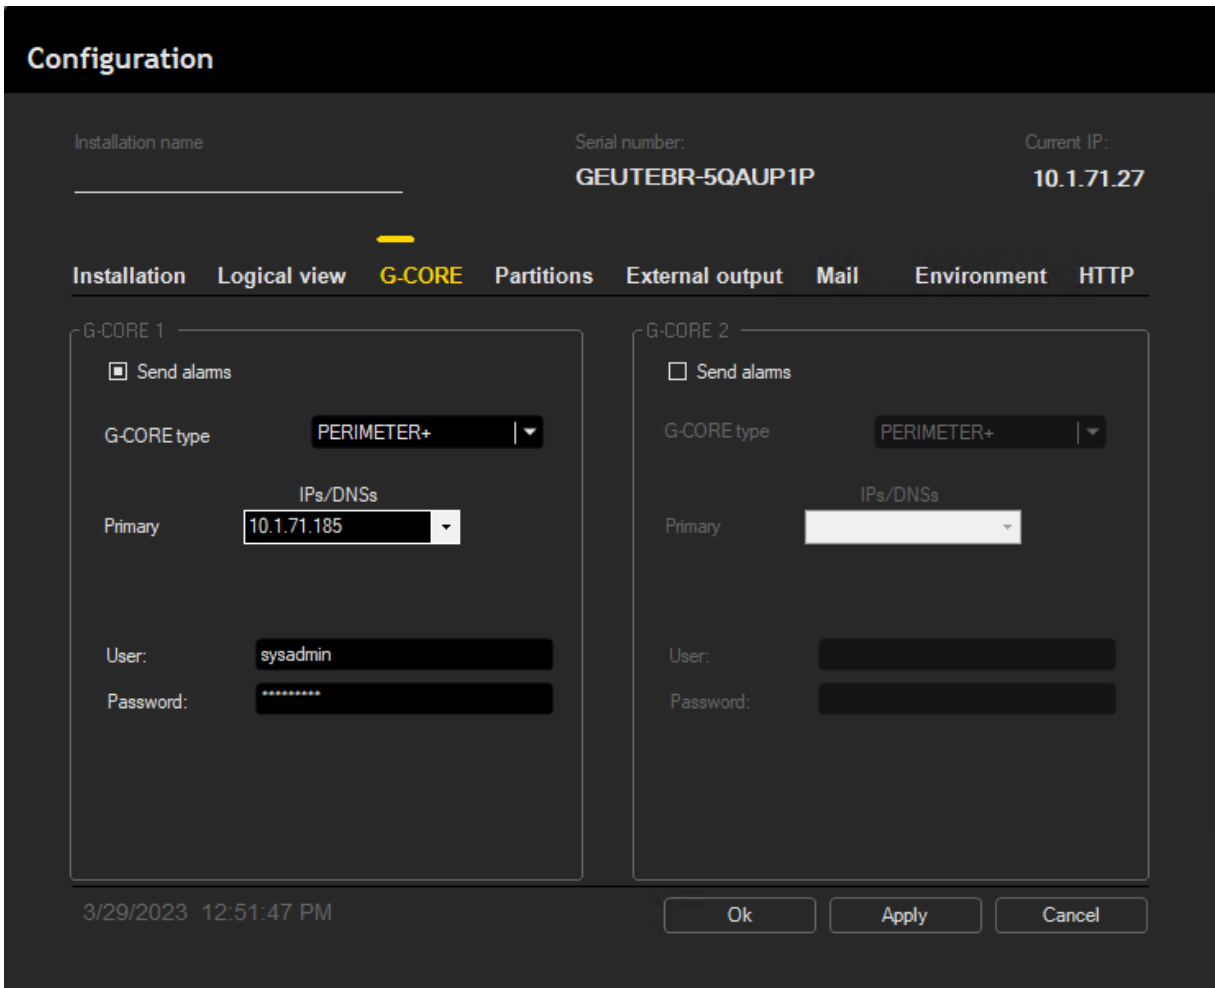 Configuration
Installation name Serial number: Current IP:
GEUTEBR-5QAUP1P 10.1.71.27
Installation Logical view G-CORE Partitions External output Mail Environment HTTP
G-CORE 1 G-CORE 2
Send alarms Send alarms
G-CORE type PERIMETER+ G-CORE type PERIMETER+
IPs/DNSs IPs/DNSs
Primary 10.1.71.185 Primary
User: sysadmin User:
Password: ********* Password:
3/29/2023 12:51:47 PM Ok Apply Cancel